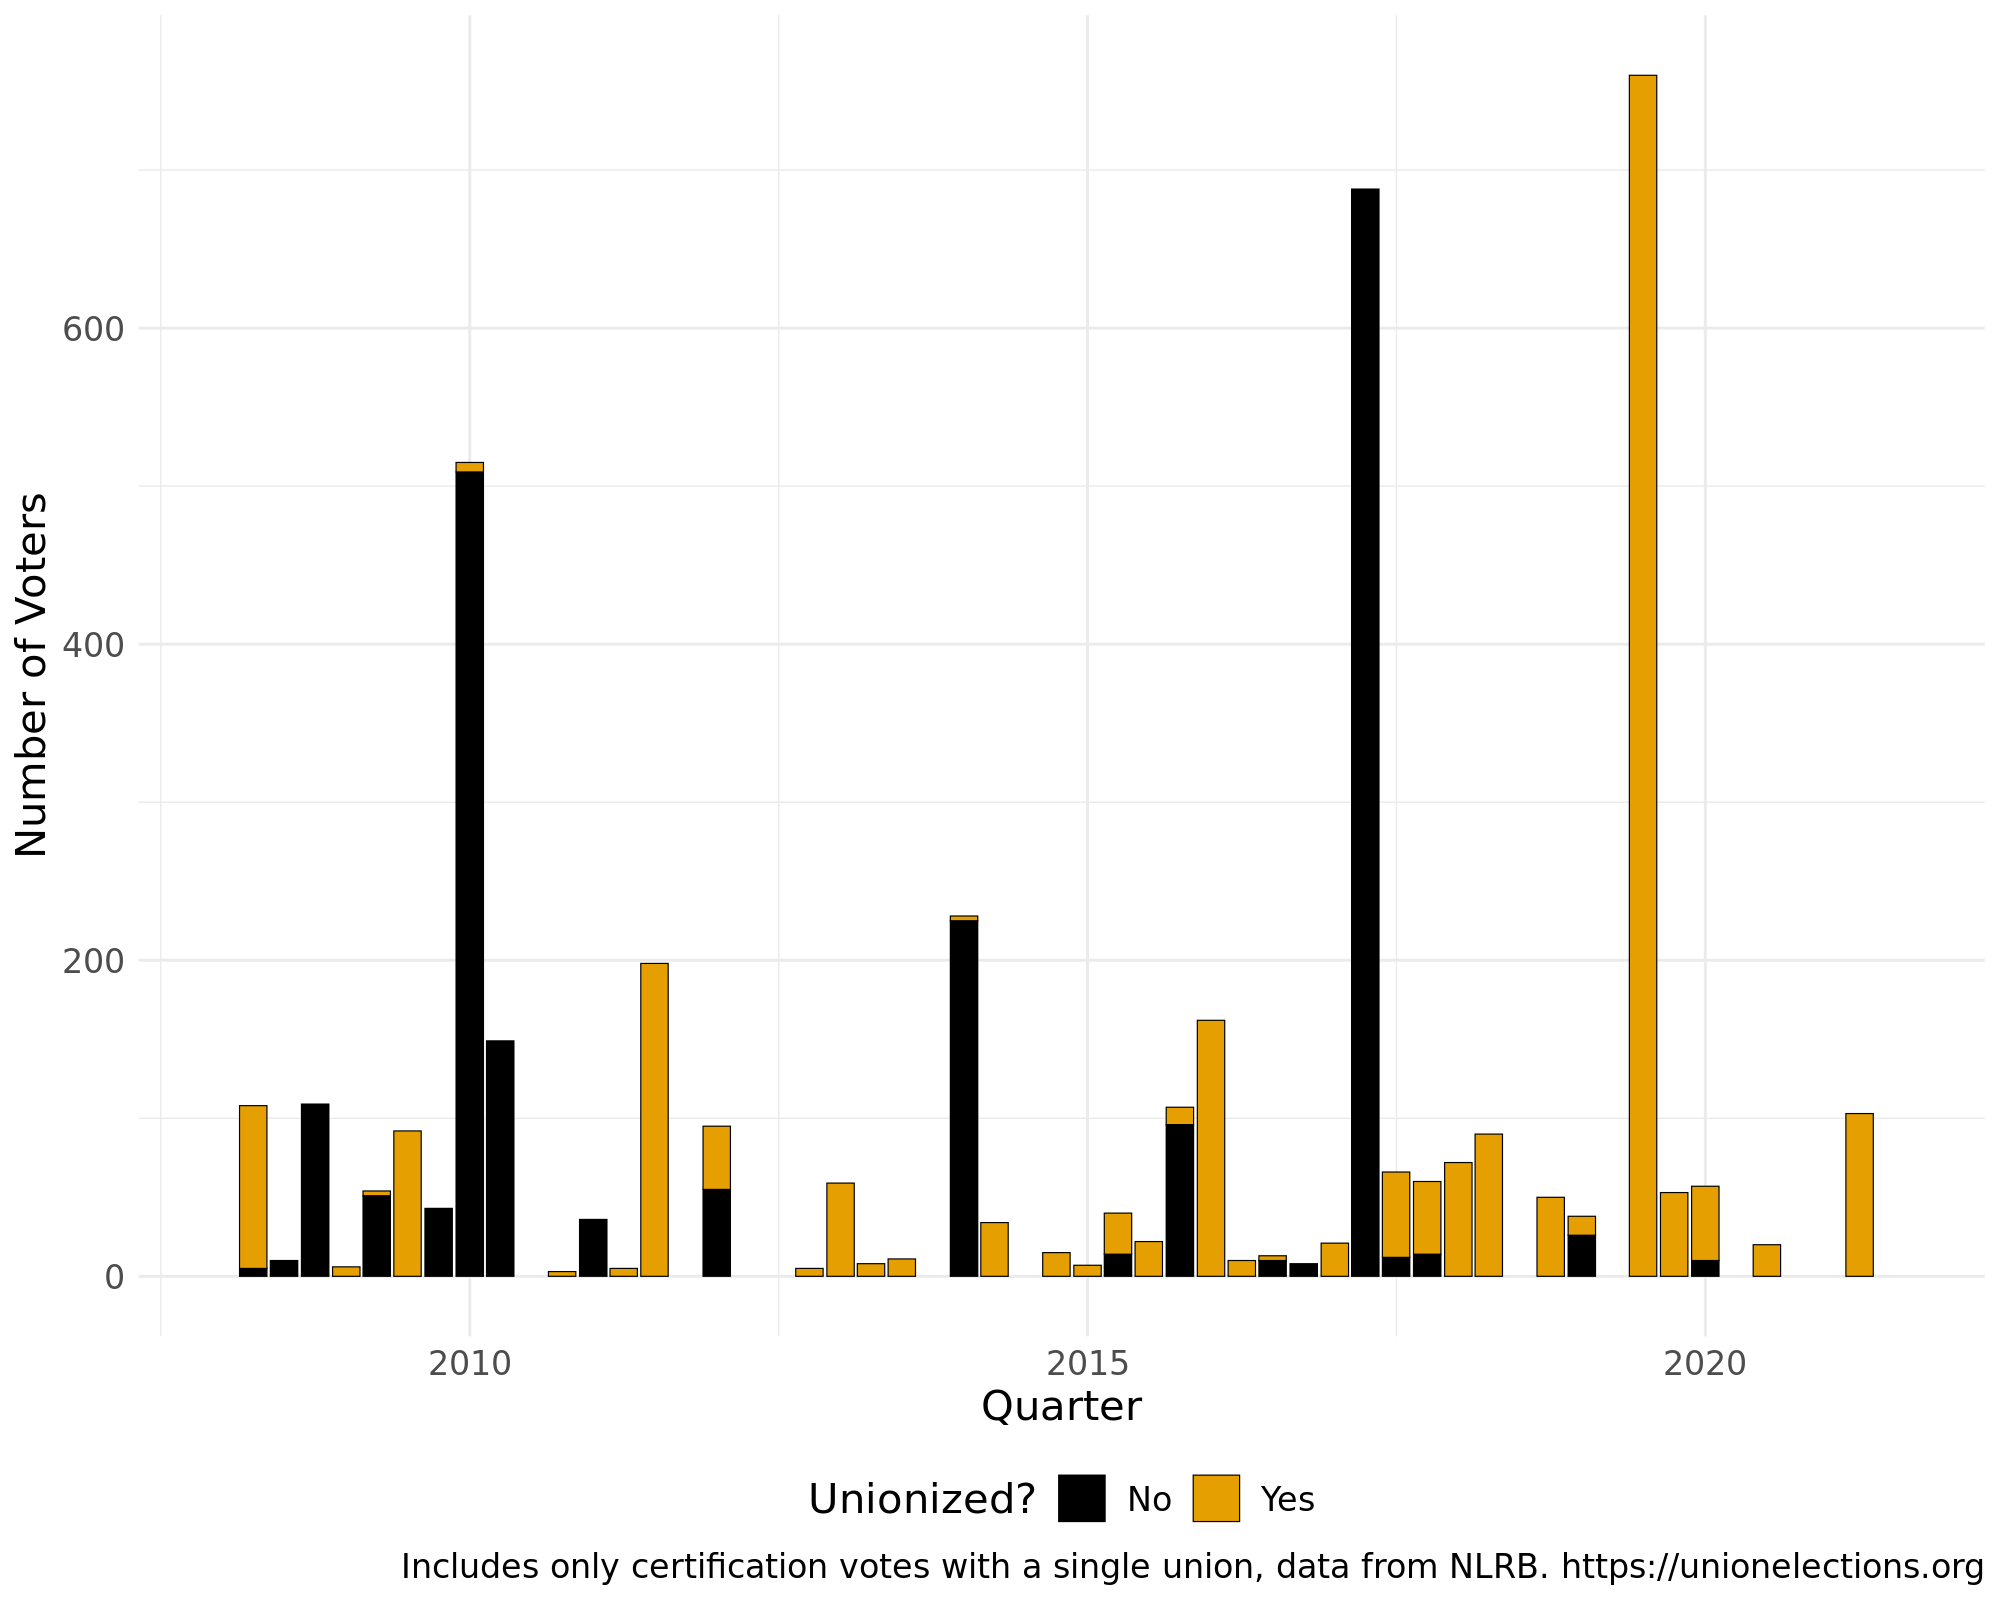 Number of Voters
600
400
200
0
2010 2015 2020
Quarter
Unionized? No Yes
Includes only certification votes with a single union, data from NLRB. https://unionelections.org